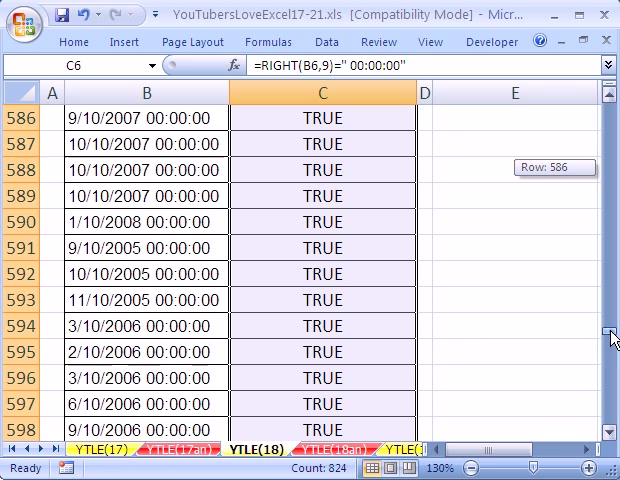 YouTubersLoveExcel17-21.xls [Compatibility Mode] - Micr...
Home Insert Page Layout Formulas Data Review View Developer
C6 fx =RIGHT(B6,9)=" 00:00:00"
A B C D E
586 9/10/2007 00:00:00 TRUE
587 10/10/2007 00:00:00 TRUE
588 10/10/2007 00:00:00 TRUE
Row: 586
589 10/10/2007 00:00:00 TRUE
590 1/10/2008 00:00:00 TRUE
591 9/10/2005 00:00:00 TRUE
592 10/10/2005 00:00:00 TRUE
593 11/10/2005 00:00:00 TRUE
594 3/10/2006 00:00:00 TRUE
595 2/10/2006 00:00:00 TRUE
596 3/10/2006 00:00:00 TRUE
597 6/10/2006 00:00:00 TRUE
598 9/10/2006 00:00:00 TRUE
YTLE(17) YTLE(17an) YTLE(18) YTLE(18an) YTLE(1
Ready Count: 824 130%